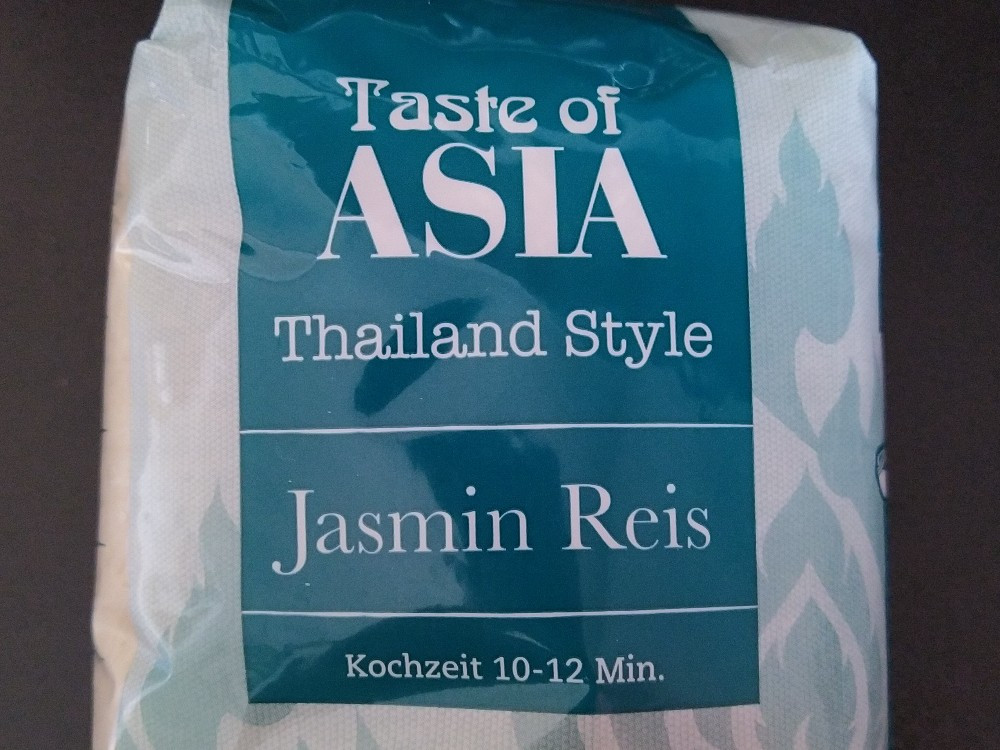 Taste of
ASIA
Thailand Style
Jasmin Reis
Kochzeit 10-12 Min.